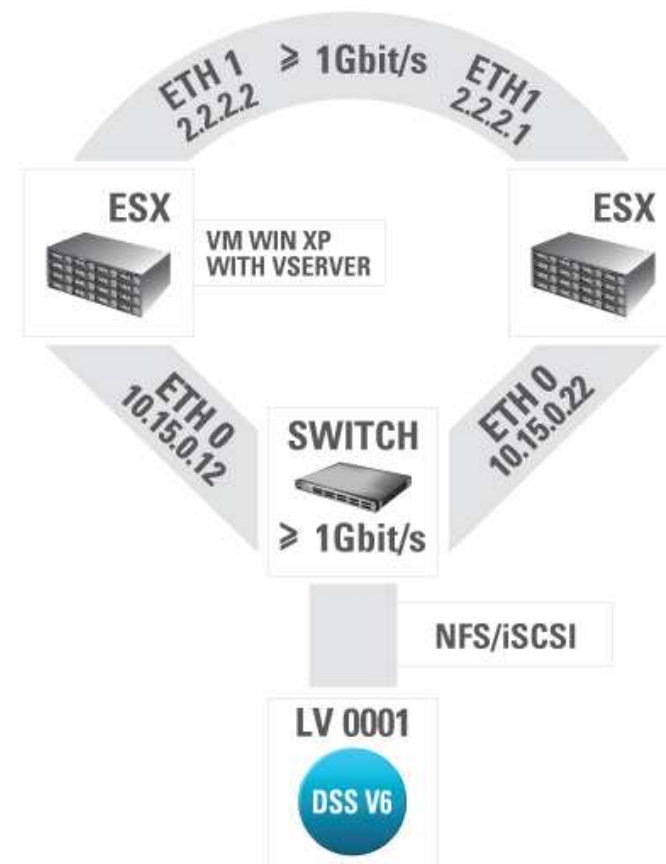 ETH 1
2.2.2.2
⩾ 1Gbit/s
ETH1
2.2.2.1
ESX
VM WIN XP
WITH VSERVER
ESX
ETH 0
10.15.0.12
SWITCH
⩾ 1Gbit/s
ETH 0
10.15.0.22
NFS/iSCSI
LV 0001
DSS V6